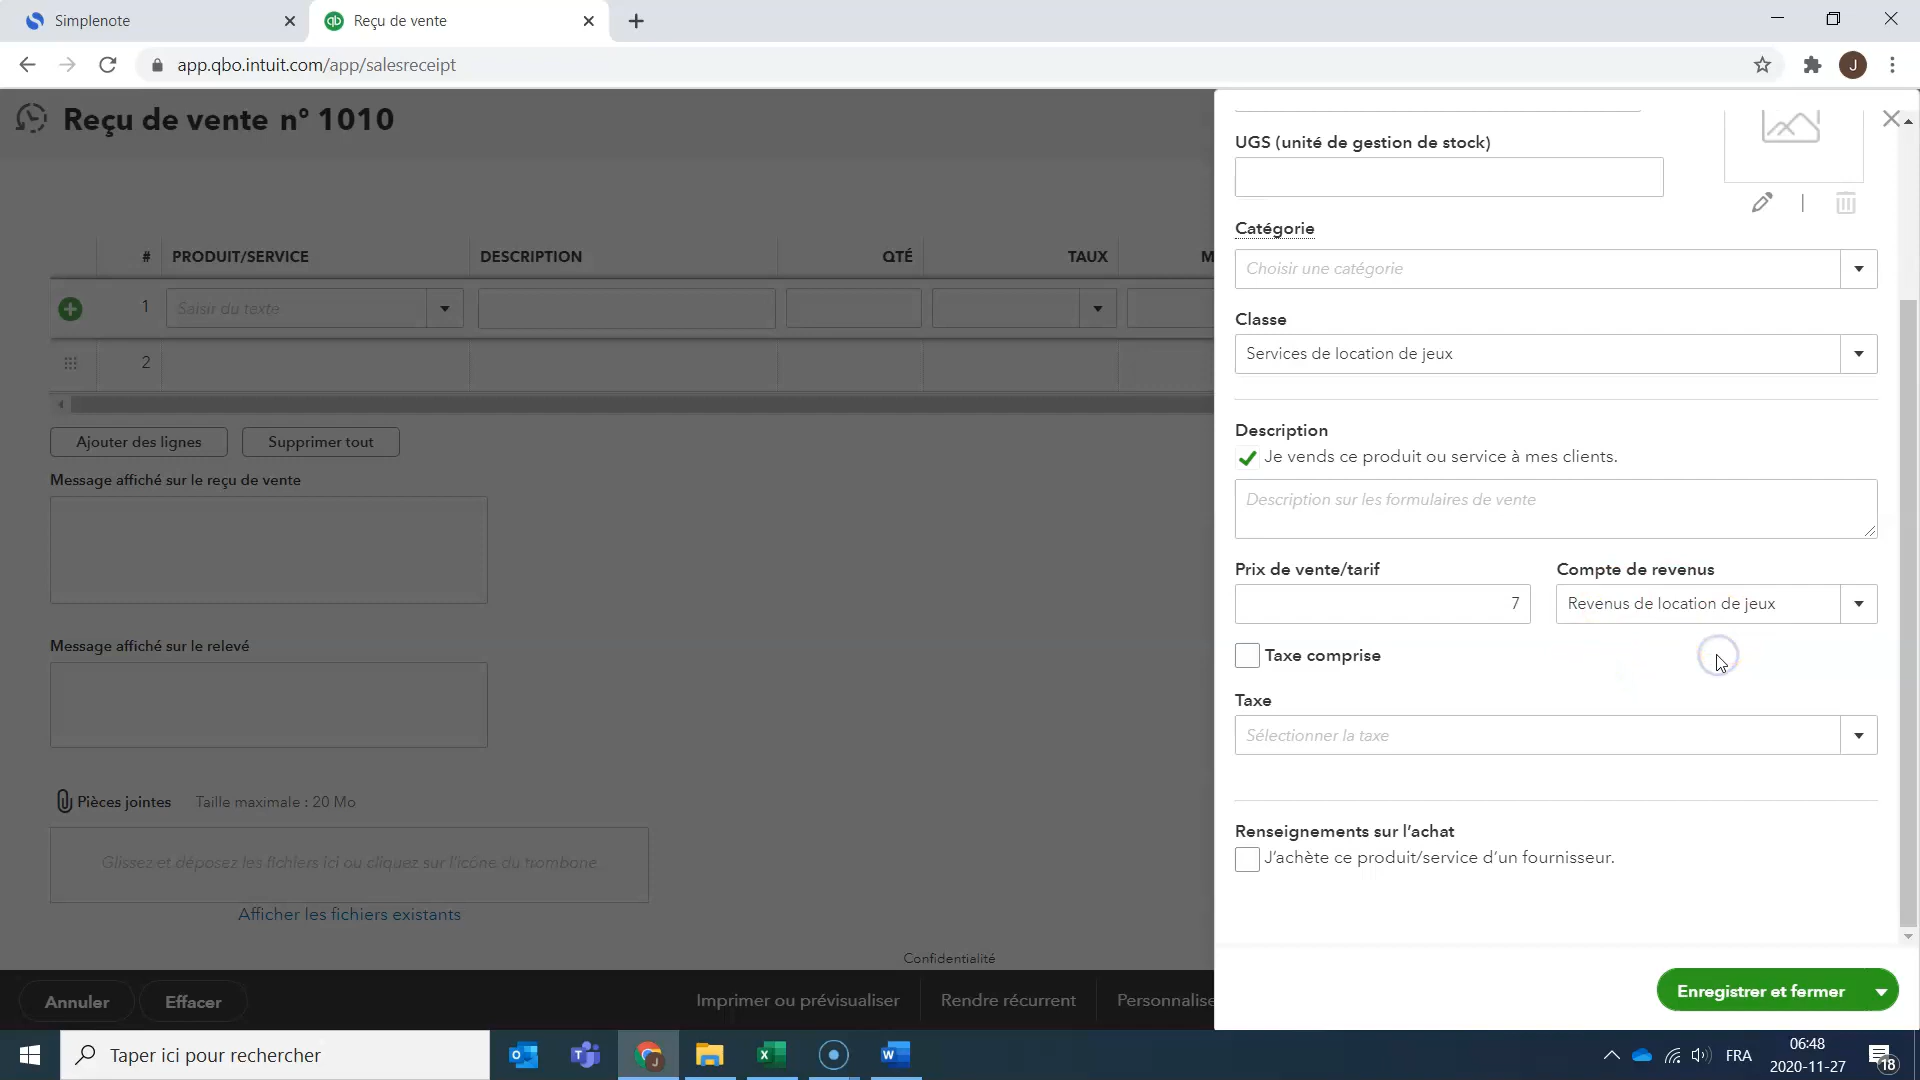 Simplenote
qb Reçu de vente
app.qbo.intuit.com/app/salesreceipt
J
Reçu de vente n° 1010
# PRODUIT/SERVICE DESCRIPTION QTÉ TAUX M
1 Saisir du texte
2
Ajouter des lignes Supprimer tout
Message affiché sur le reçu de vente
Message affiché sur le relevé
Pièces jointes Taille maximale : 20 Mo
Glissez et déposez les fichiers ici ou cliquez sur l'icône du trombone.
Afficher les fichiers existants
Confidentialité
Annuler Effacer Imprimer ou prévisualiser Rendre récurrent Personnalise
UGS (unité de gestion de stock)
Catégorie
Choisir une catégorie
Classe
Services de location de jeux
Description
Je vends ce produit ou service à mes clients.
Description sur les formulaires de vente
Prix de vente/tarif Compte de revenus
7 Revenus de location de jeux
Taxe comprise
Taxe
Sélectionner la taxe
Renseignements sur l’achat
J’achète ce produit/service d’un fournisseur.
Enregistrer et fermer
Taper ici pour rechercher
FRA
06:48
2020-11-27
18